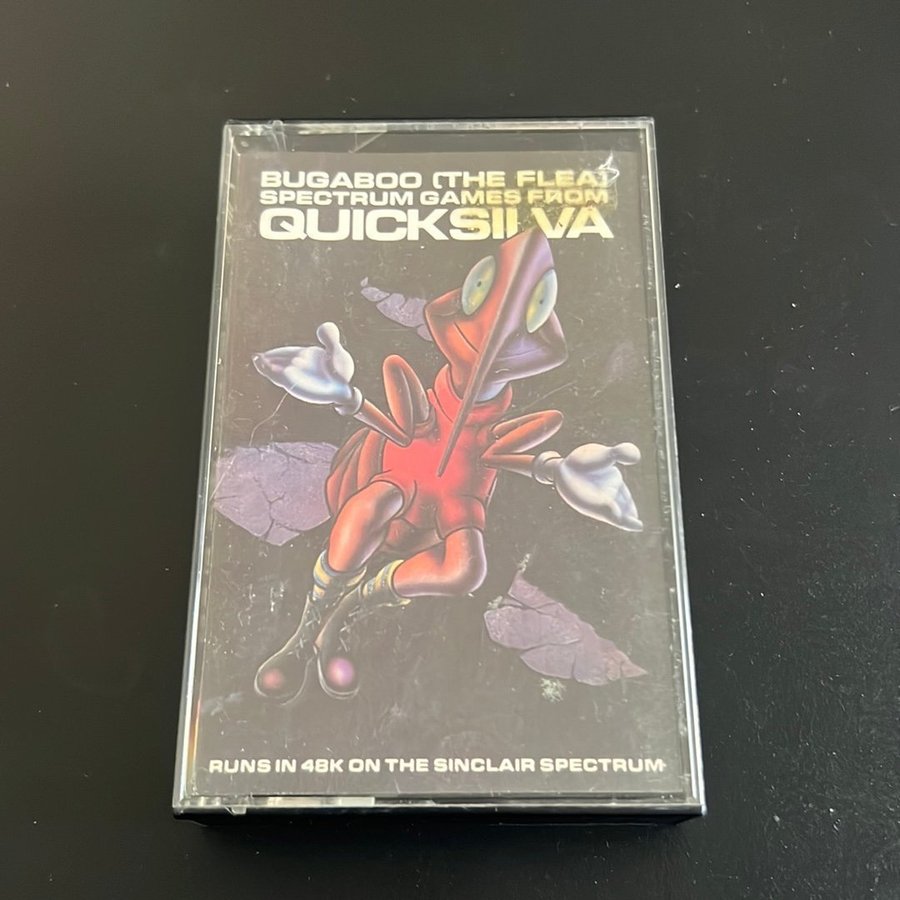 BUGABOO (THE FLEA)
SPECTRUM GAMES FROM
QUICKSILVA
RUNS IN 48K ON THE SINCLAIR SPECTRUM